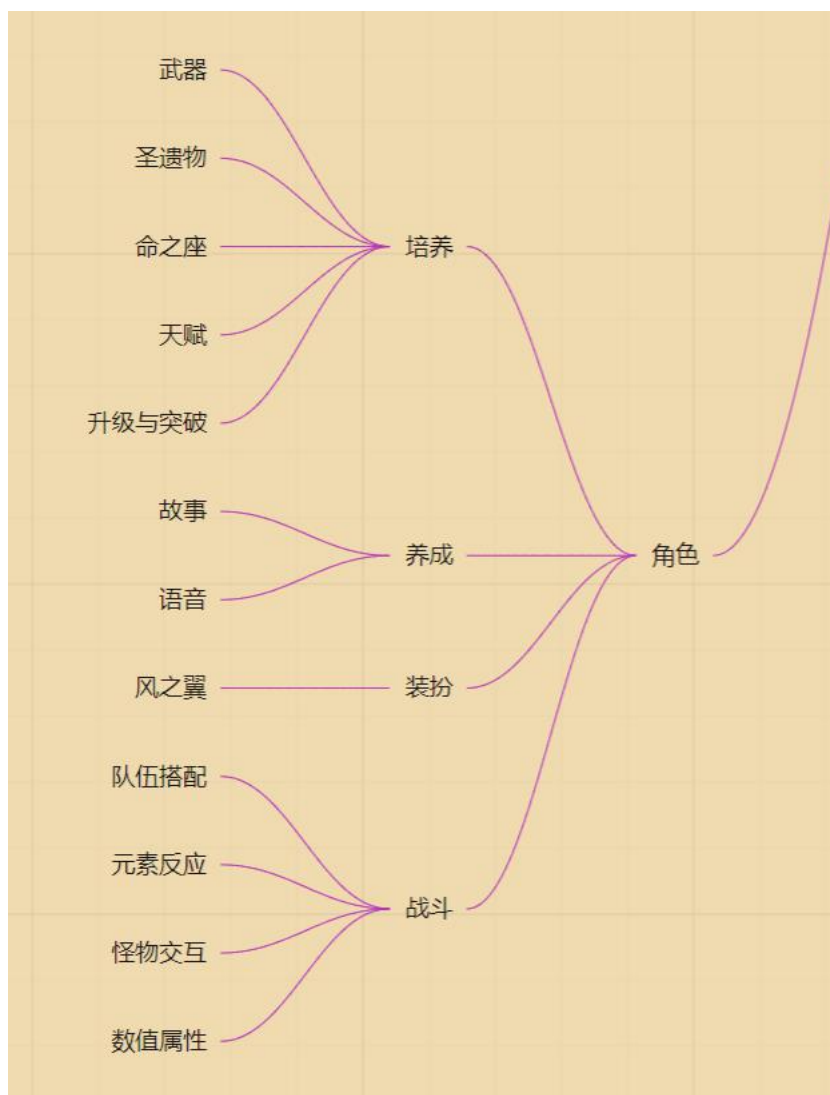 武器
圣遗物
命之座
培养
天赋
升级与突破
故事
养成
角色
语音
风之翼
装扮
队伍搭配
元素反应
战斗
怪物交互
数值属性